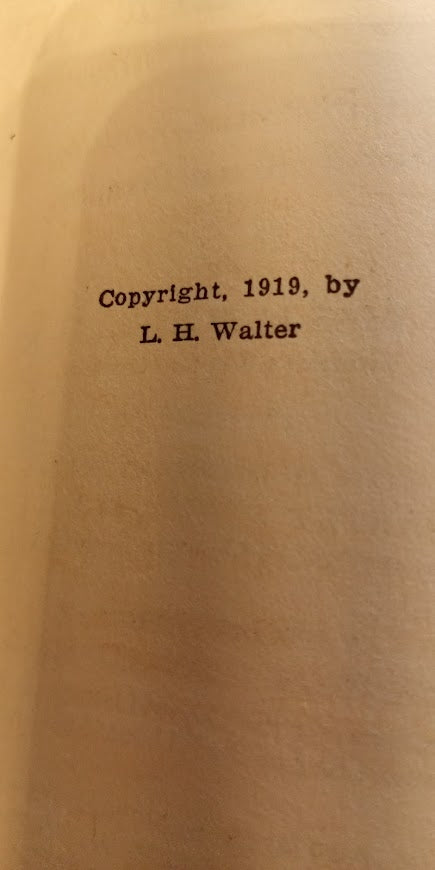 Copyright, 1919, by
L. H. Walter